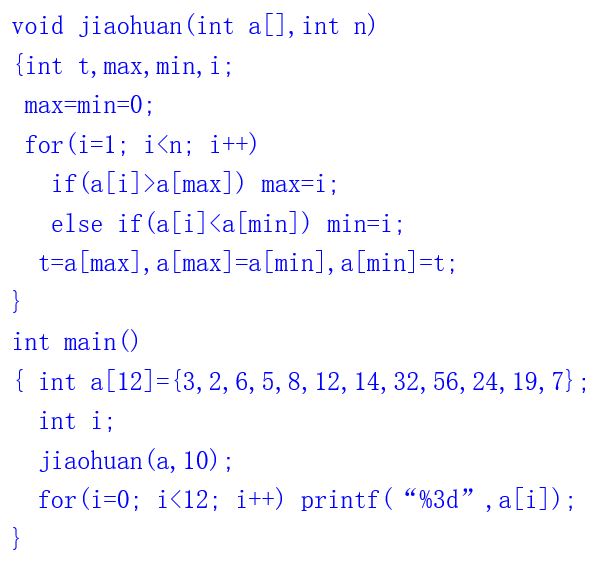 void jiaohuan(int a[],int n)
{int t,max,min,i;
max=min=0;
for(i=1; i<n; i++)
if(a[i]>a[max]) max=i;
else if(a[i]<a[min]) min=i;
t=a[max],a[max]=a[min],a[min]=t;
}
int main()
{ int a[12]={3,2,6,5,8,12,14,32,56,24,19,7};
int i;
jiaohuan(a,10);
for(i=0; i<12; i++) printf(“%3d”,a[i]);
}